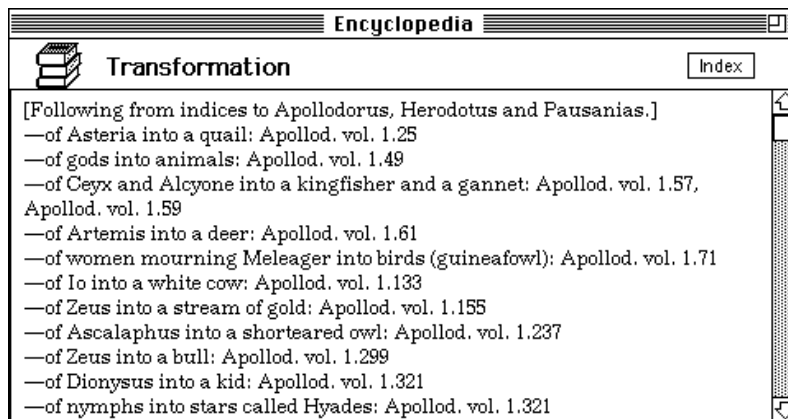 Encyclopedia
Transformation
Index
[Following from indices to Apollodorus, Herodotus and Pausanias.]
—of Asteria into a quail: Apollod. vol. 1.25
—of gods into animals: Apollod. vol. 1.49
—of Ceyx and Alcyone into a kingfisher and a gannet: Apollod. vol. 1.57,
Apollod. vol. 1.59
—of Artemis into a deer: Apollod. vol. 1.61
—of women mourning Meleager into birds (guineafowl): Apollod. vol. 1.71
—of Io into a white cow: Apollod. vol. 1.133
—of Zeus into a stream of gold: Apollod. vol. 1.155
—of Ascalaphus into a shorteared owl: Apollod. vol. 1.237
—of Zeus into a bull: Apollod. vol. 1.299
—of Dionysus into a kid: Apollod. vol. 1.321
—of nymphs into stars called Hyades: Apollod. vol. 1.321